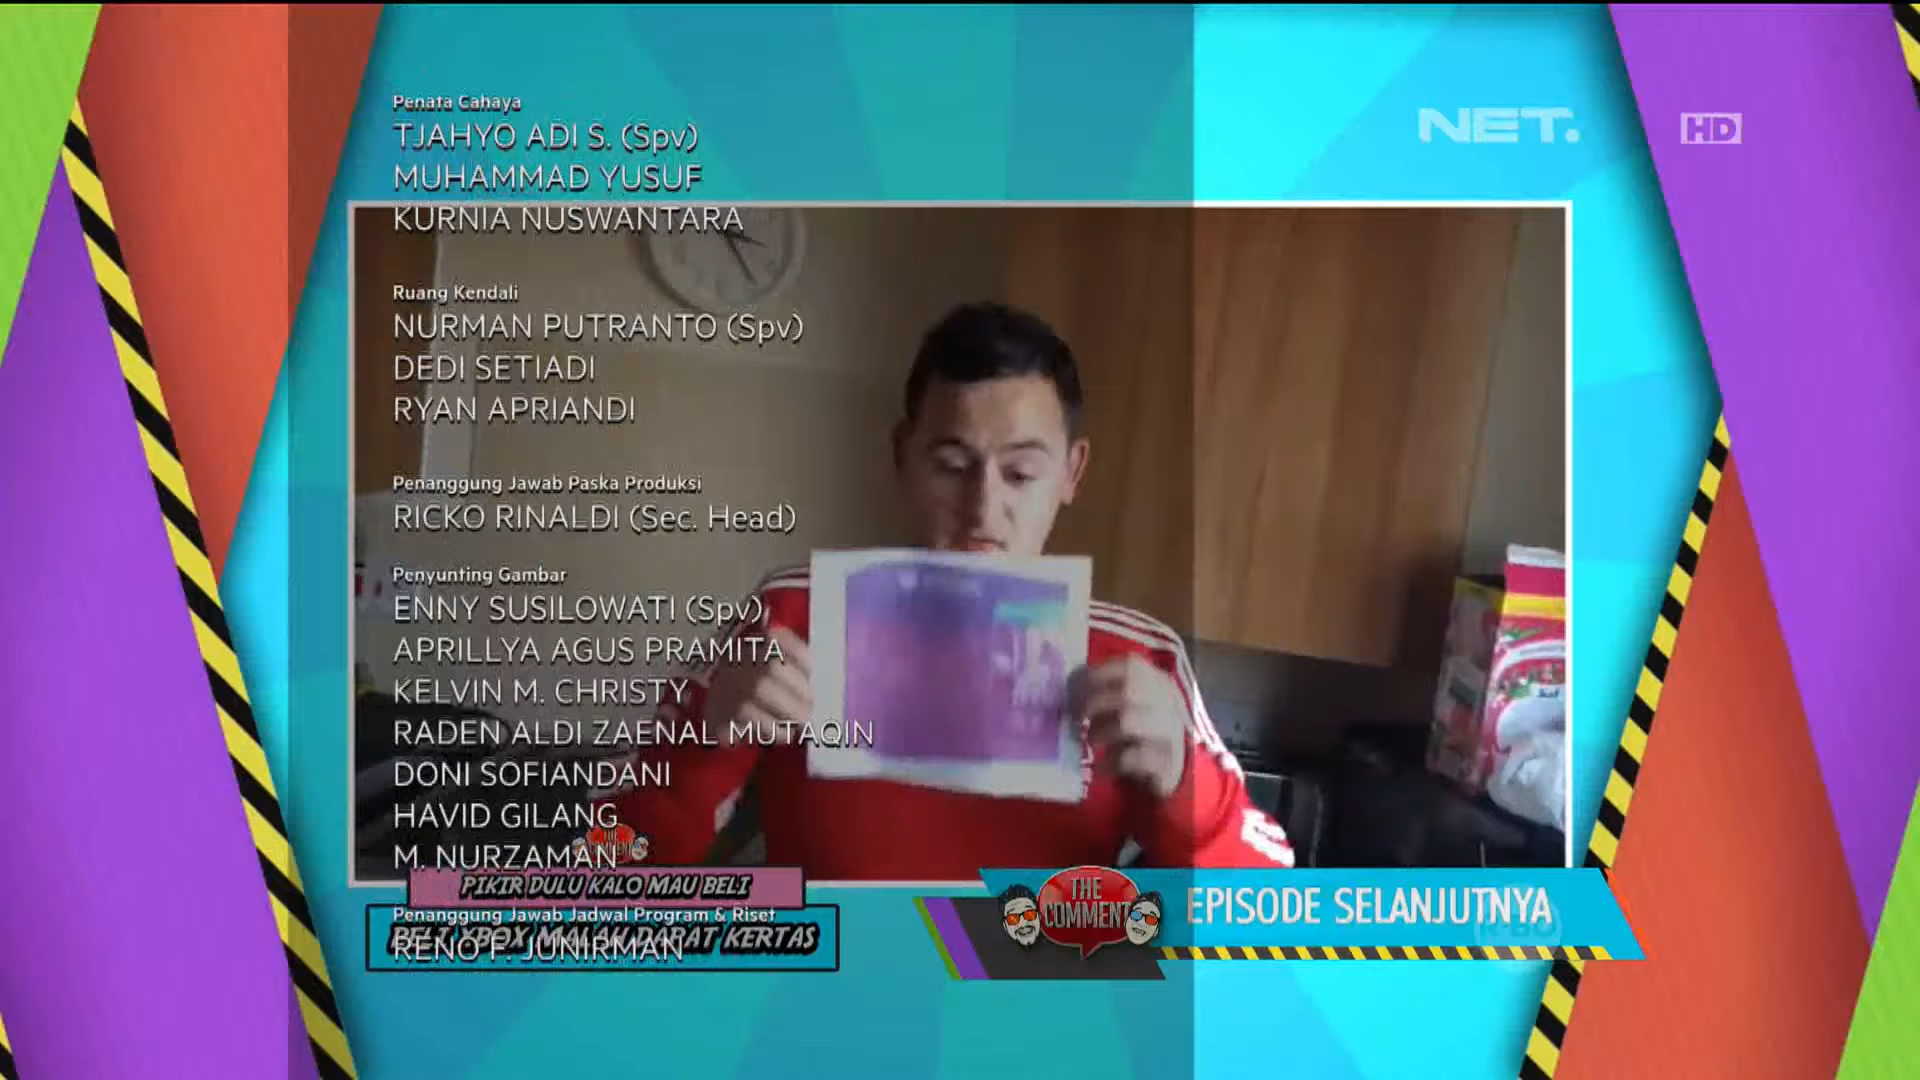 Penata Cahaya
TJAHYO ADI S. (Spv)
MUHAMMAD YUSUF
KURNIA NUSWANTARA
Ruang Kendali
NURMAN PUTRANTO (Spv)
DEDI SETIADI
RYAN APRIANDI
Penanggung Jawab Paska Produksi
RICKO RINALDI (Sec. Head)
Penyunting Gambar
ENNY SUSILOWATI (Spv)
APRILLYA AGUS PRAMITA
KELVIN M. CHRISTY
RADEN ALDI ZAENAL MUTAQIN
DONI SOFIANDANI
HAVID GILANG
M. NURZAMAN
PIKIR DULU KALO MAU BELI
Penanggung Jawab Jadwal Program & Riset
BELI XBOX MALAH DAPAT KERTAS
RENO F. JUNIRMAN
NET.
HD
THE
COMMENT
EPISODE SELANJUTNYA
R-BO